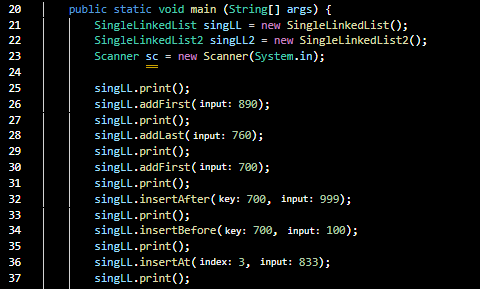 20 public static void main (String[] args) {
21 SingleLinkedList singLL = new SingleLinkedList();
22 SingleLinkedList2 singLL2 = new SingleLinkedList2();
23 Scanner sc = new Scanner(System.in);
24
25 singLL.print();
26 singLL.addFirst(input: 890);
27 singLL.print();
28 singLL.addLast(input: 760);
29 singLL.print();
30 singLL.addFirst(input: 700);
31 singLL.print();
32 singLL.insertAfter(key: 700, input: 999);
33 singLL.print();
34 singLL.insertBefore(key: 700, input: 100);
35 singLL.print();
36 singLL.insertAt(index: 3, input: 833);
37 singLL.print();